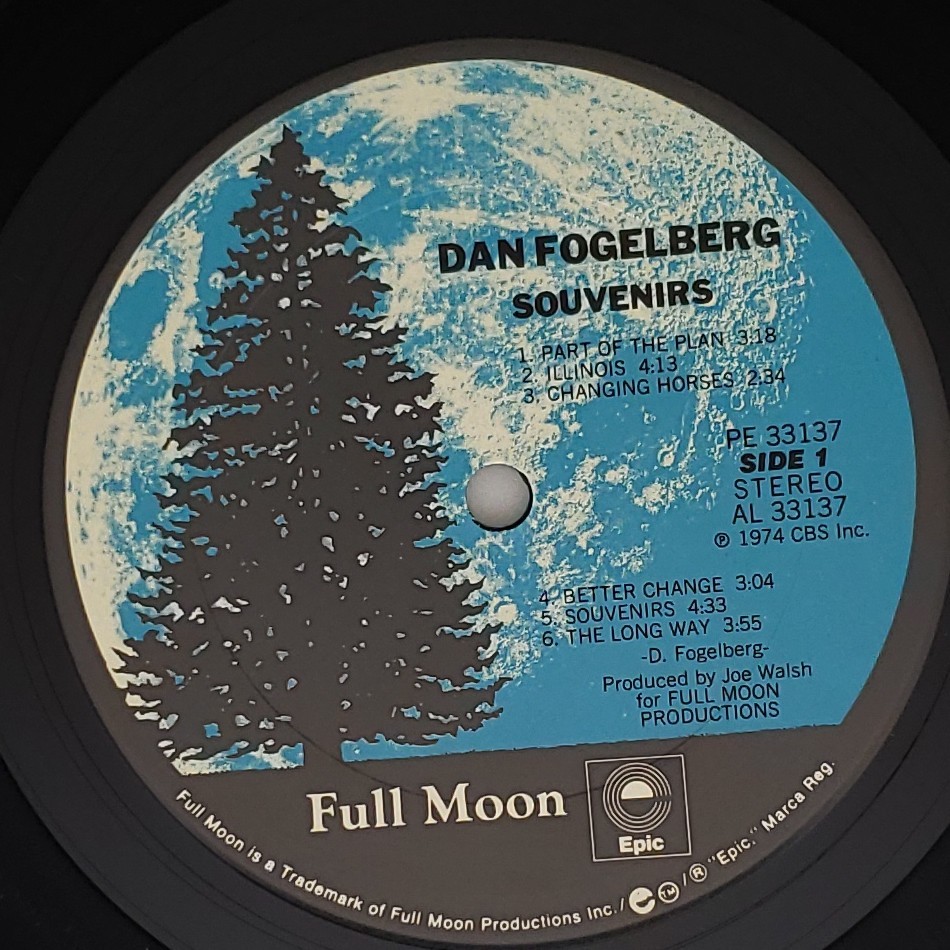 DAN FOGELBERG
SOUVENIRS
1. PART OF THE PLAN 3:18
2 ILLINOIS 4:13
3 CHANGING HORSES 2:34
PE 33137
SIDE 1
STEREO
AL 33137
℗ 1974 CBS Inc.
4. BETTER CHANGE 3:04
5. SOUVENIRS 4:33
6. THE LONG WAY 3:55
-D. Fogelberg-
Produced by Joe Walsh
for FULL MOON
PRODUCTIONS
Full Moon
Epic
Full Moon is a Trademark of Full Moon Productions Inc./ e ™/® "Epic." Marca Reg.